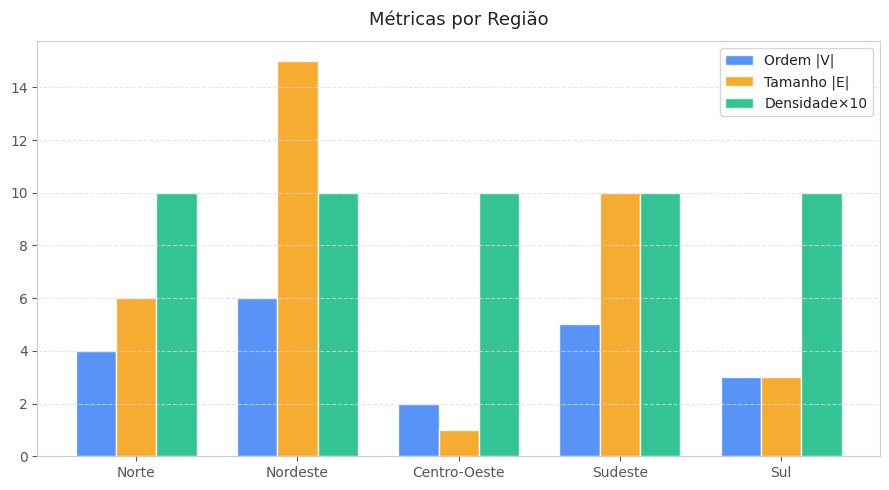 Métricas por Região
Ordem |V|
Tamanho |E|
Densidade×10
14
12
10
8
6
4
2
0
Norte
Nordeste
Centro-Oeste
Sudeste
Sul